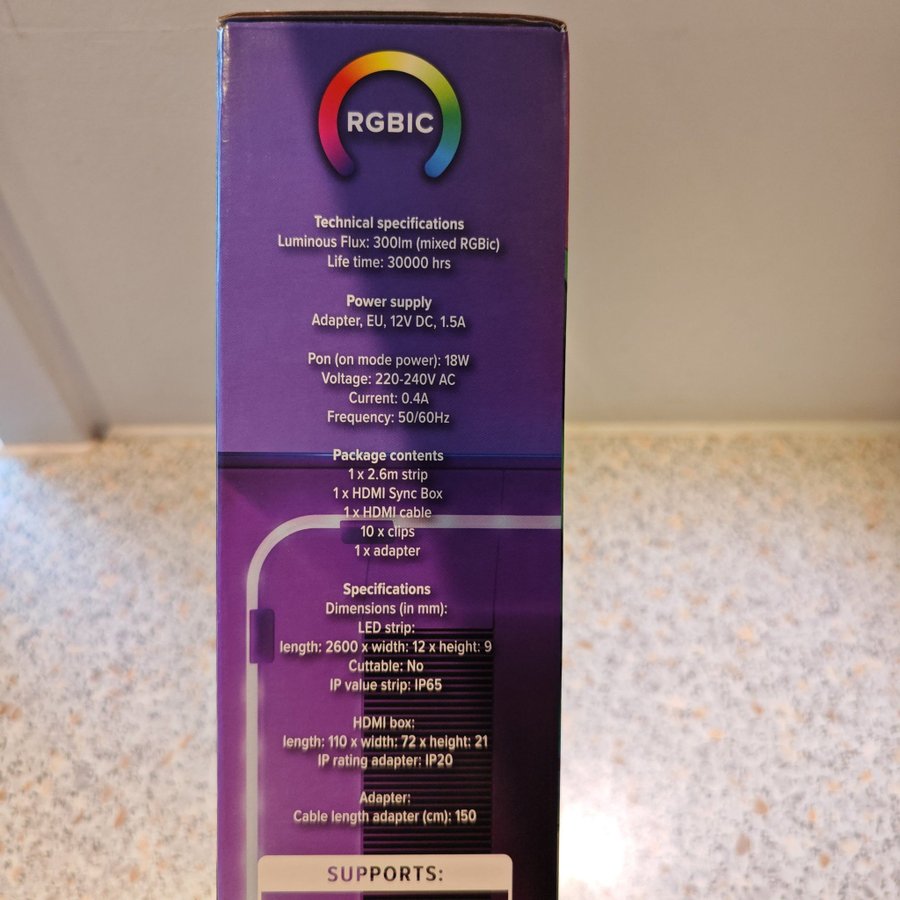 RGBIC
Technical specifications
Luminous Flux: 300lm (mixed RGBic)
Life time: 30000 hrs
Power supply
Adapter, EU, 12V DC, 1.5A
Pon (on mode power): 18W
Voltage: 220-240V AC
Current: 0.4A
Frequency: 50/60Hz
Package contents
1 x 2.6m strip
1 x HDMI Sync Box
1 x HDMI cable
10 x clips
1 x adapter
Specifications
Dimensions (in mm):
LED strip:
length: 2600 x width: 12 x height: 9
Cuttable: No
IP value strip: IP65
HDMI box:
length: 110 x width: 72 x height: 21
IP rating adapter: IP20
Adapter:
Cable length adapter (cm): 150
SUPPORTS: